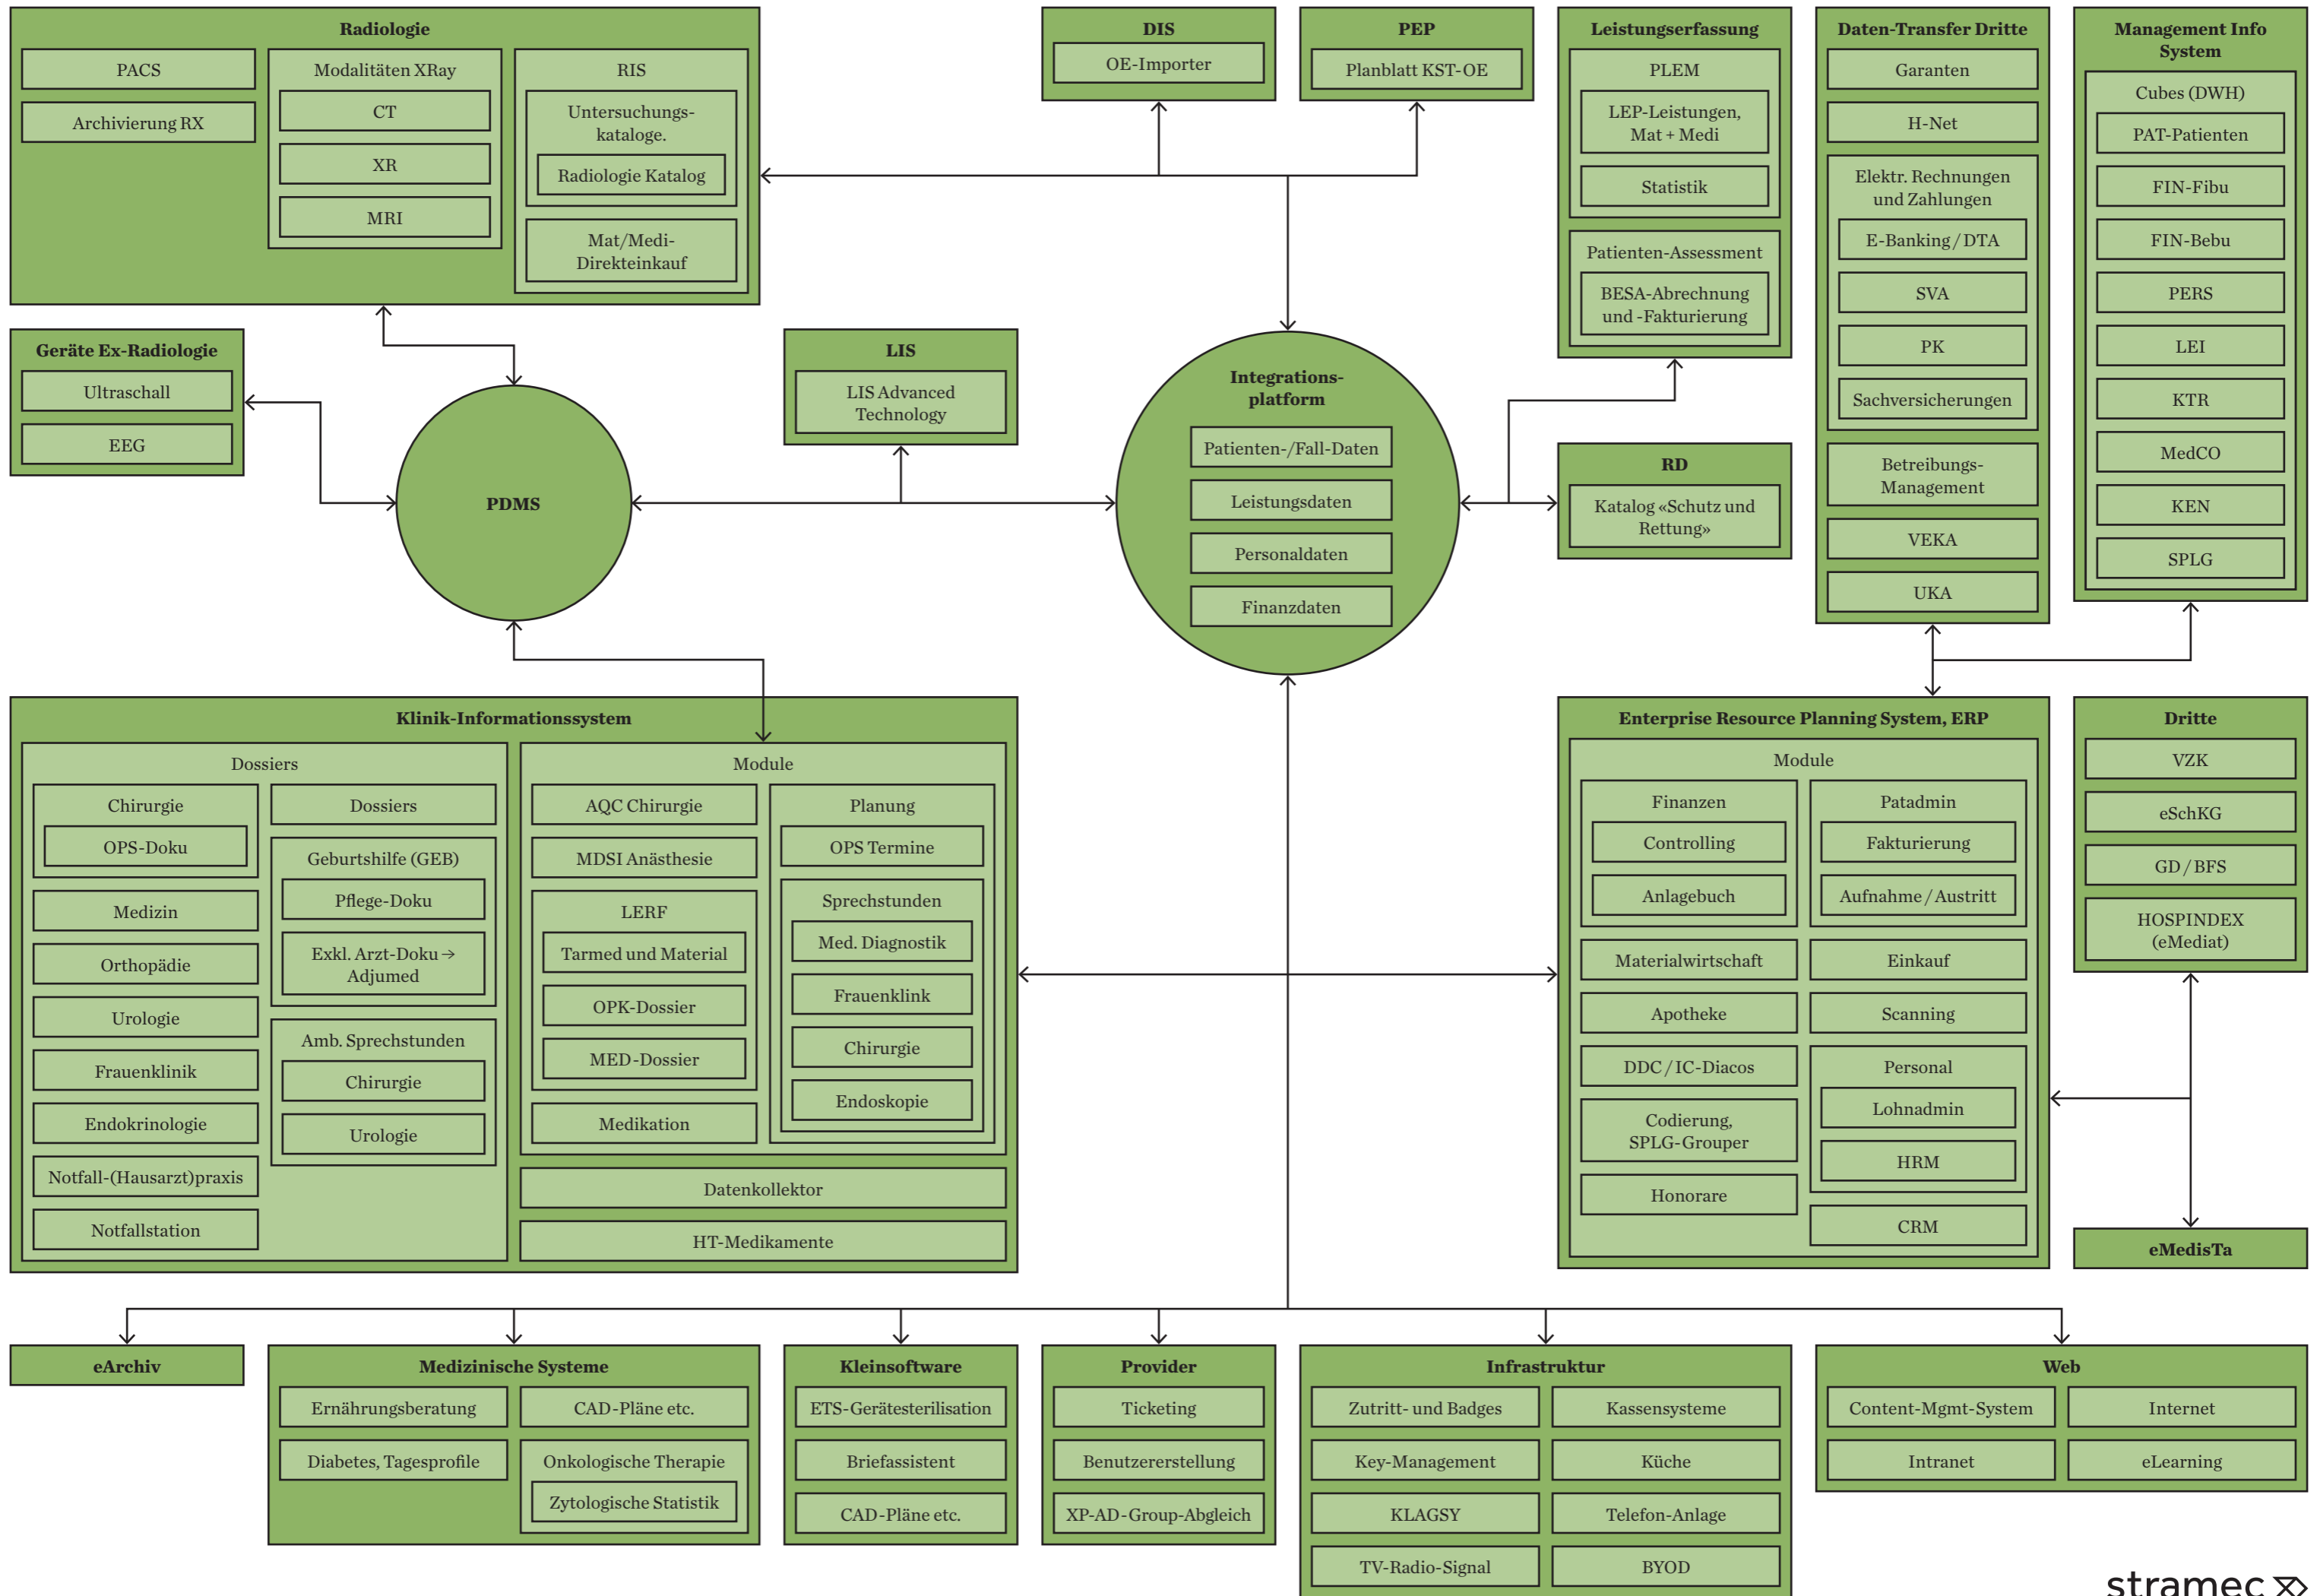 Radiologie
PACS
Archivierung RX
Modalitäten XRay
CT
XR
MRI
RIS
Untersuchungs-
kataloge.
Radiologie Katalog
Mat/Medi-
Direkteinkauf
DIS
OE-Importer
PEP
Planblatt KST-OE
Leistungserfassung
PLEM
LEP-Leistungen,
Mat + Medi
Statistik
Patienten-Assessment
BESA-Abrechnung
und -Fakturierung
Daten-Transfer Dritte
Garanten
H-Net
Elektr. Rechnungen
und Zahlungen
E-Banking / DTA
SVA
PK
Sachversicherungen
Betreibungs-
Management
VEKA
UKA
Management Info
System
Cubes (DWH)
PAT-Patienten
FIN-Fibu
FIN-Bebu
PERS
LEI
KTR
MedCO
KEN
SPLG
Geräte Ex-Radiologie
Ultraschall
EEG
PDMS
LIS
LIS Advanced
Technology
Integrations-
platform
Patienten-/Fall-Daten
Leistungsdaten
Personaldaten
Finanzdaten
RD
Katalog «Schutz und
Rettung»
Klinik-Informationssystem
Dossiers
Chirurgie
OPS-Doku
Medizin
Orthopädie
Urologie
Frauenklinik
Endokrinologie
Notfall-(Hausarzt)praxis
Notfallstation
Dossiers
Geburtshilfe (GEB)
Pflege-Doku
Exkl. Arzt-Doku →
Adjumed
Amb. Sprechstunden
Chirurgie
Urologie
Module
AQC Chirurgie
MDSI Anästhesie
LERF
Tarmed und Material
OPK-Dossier
MED-Dossier
Medikation
Planung
OPS Termine
Sprechstunden
Med. Diagnostik
Frauenklink
Chirurgie
Endoskopie
Datenkollektor
HT-Medikamente
Enterprise Resource Planning System, ERP
Module
Finanzen
Controlling
Anlagebuch
Materialwirtschaft
Apotheke
DDC / IC-Diacos
Codierung,
SPLG-Grouper
Honorare
Patadmin
Fakturierung
Aufnahme / Austritt
Einkauf
Scanning
Personal
Lohnadmin
HRM
CRM
Dritte
VZK
eSchKG
GD / BFS
HOSPINDEX
(eMediat)
eMedisTa
eArchiv
Medizinische Systeme
Ernährungsberatung
Diabetes, Tagesprofile
CAD-Pläne etc.
Onkologische Therapie
Zytologische Statistik
Kleinsoftware
ETS-Gerätesterilisation
Briefassistent
CAD-Pläne etc.
Provider
Ticketing
Benutzererstellung
XP-AD-Group-Abgleich
Infrastruktur
Zutritt- und Badges
Key-Management
KLAGSY
TV-Radio-Signal
Kassensysteme
Küche
Telefon-Anlage
BYOD
Web
Content-Mgmt-System
Intranet
Internet
eLearning
stramec